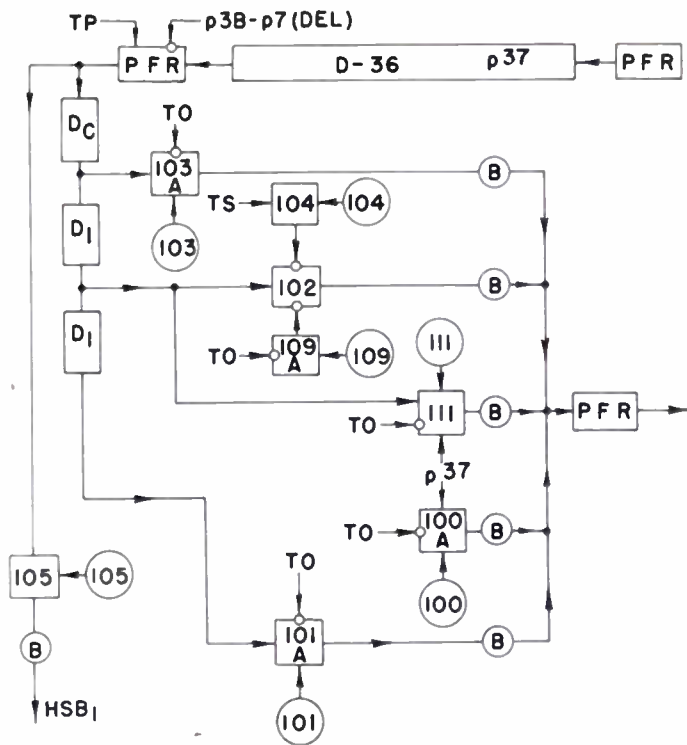 TP p3B-p7(DEL)
PFR D-36 p37 PFR
DC TO
103 A B
TS 104 104
D1 103
102 B
D1 TO 109 A 109 111
TO 111 B PFR
p37
TO 100 A B
TO 100
105 105 101 A B
B
HSB1 101